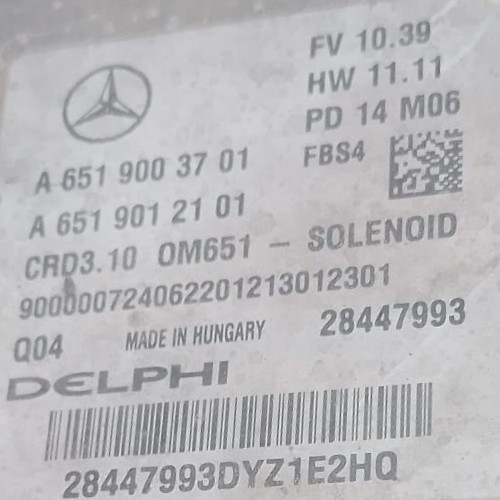 FV 10.39
HW 11.11
PD 14 M06
A 651 900 37 01
FBS4
A 651 901 21 01
CRD3.10 OM651 – SOLENOID
900000724062201213012301
Q04 MADE IN HUNGARY 28447993
DELPHI
28447993DYZ1E2HQ